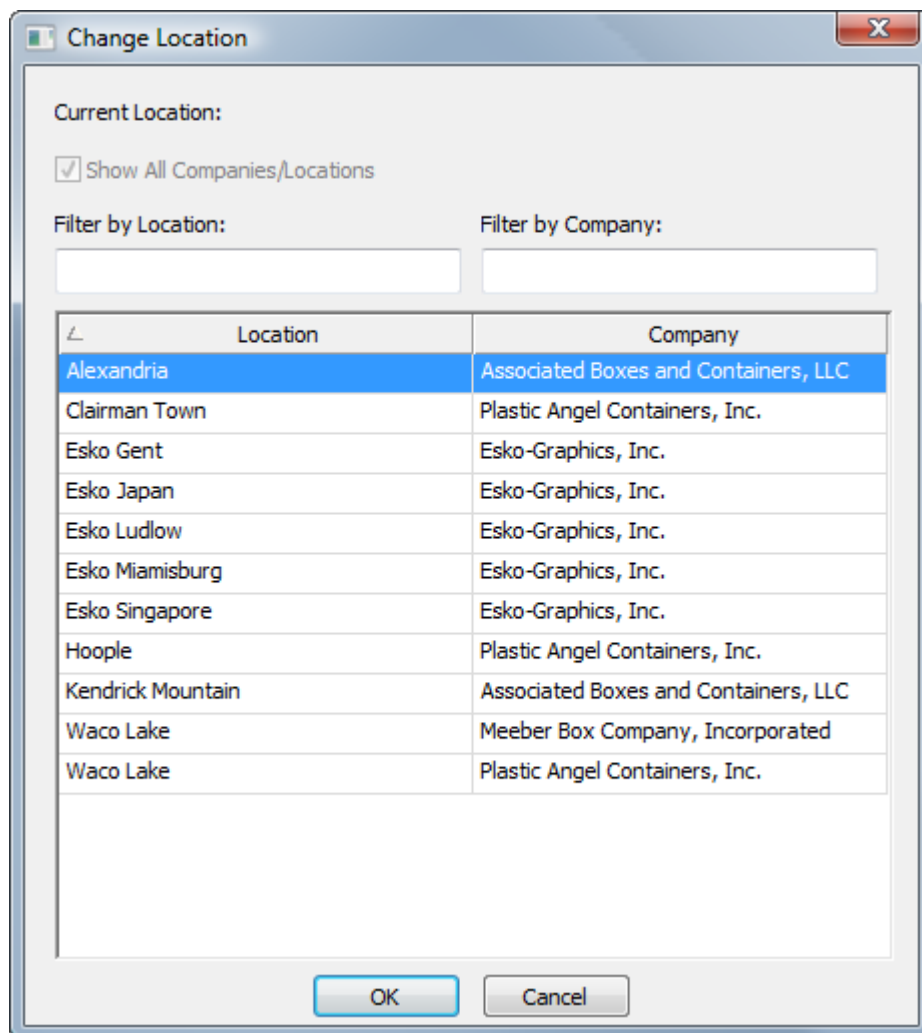 Change Location
Current Location:
Show All Companies/Locations
Filter by Location: Filter by Company:
Location Company
Alexandria Associated Boxes and Containers, LLC
Clairman Town Plastic Angel Containers, Inc.
Esko Gent Esko-Graphics, Inc.
Esko Japan Esko-Graphics, Inc.
Esko Ludlow Esko-Graphics, Inc.
Esko Miamisburg Esko-Graphics, Inc.
Esko Singapore Esko-Graphics, Inc.
Hoople Plastic Angel Containers, Inc.
Kendrick Mountain Associated Boxes and Containers, LLC
Waco Lake Meeber Box Company, Incorporated
Waco Lake Plastic Angel Containers, Inc.
OK Cancel